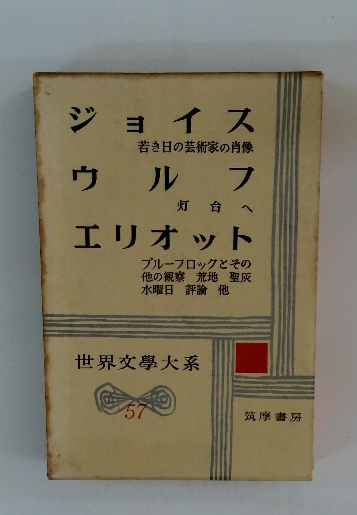 ジョイス
若き日の芸術家の肖像
ウルフ
灯台へ
エリオット
プルーフロックとその
他の観察 荒地 聖灰
水曜日 評論 他
世界文學大系
57
筑摩書房